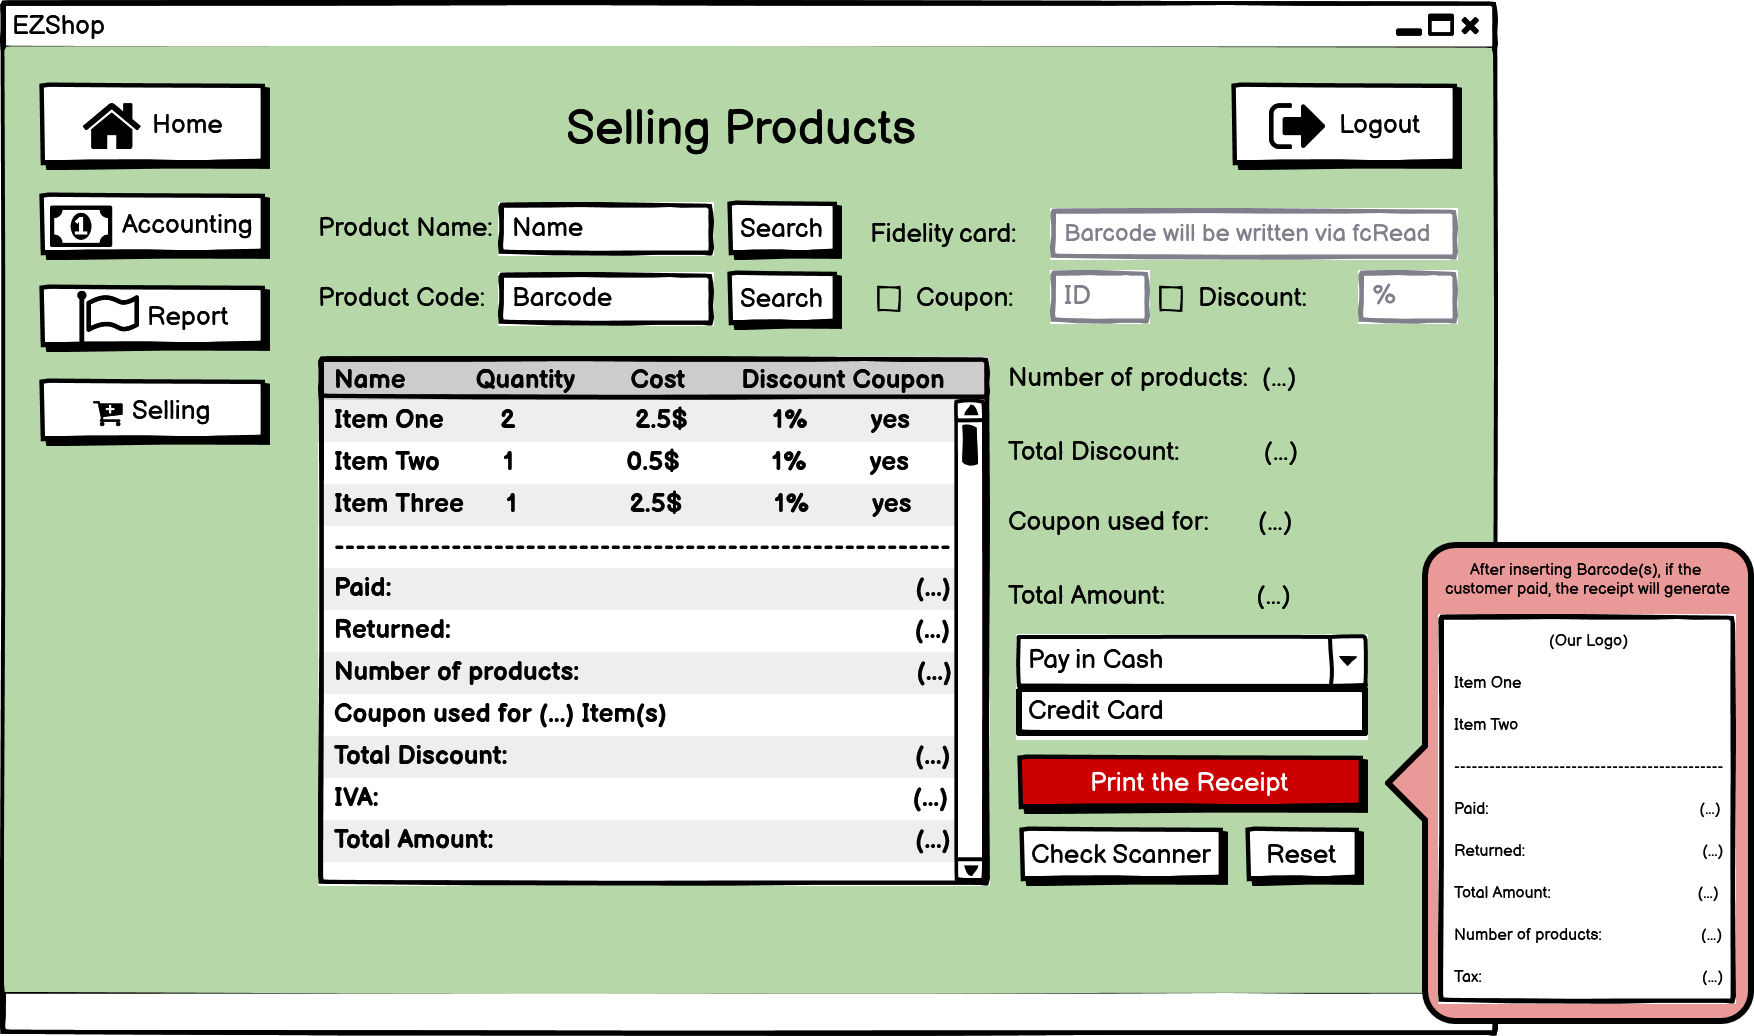 EZShop
Home
Selling Products
Logout
Accounting
Product Name: Name Search Fidelity card: Barcode will be written via fcRead
Product Code: Barcode Search Coupon: ID Discount: %
Report
Selling
Name Quantity Cost Discount Coupon
Item One 2 2.5$ 1% yes
Item Two 1 0.5$ 1% yes
Item Three 1 2.5$ 1% yes
----------------------------------------------------------
Paid: (...)
Returned: (...)
Number of products: (...)
Coupon used for (...) Item(s)
Total Discount: (...)
IVA: (...)
Total Amount: (...)
Number of products: (...)
Total Discount: (...)
Coupon used for: (...)
Total Amount: (...)
Pay in Cash
Credit Card
Print the Receipt
Check Scanner Reset
After inserting Barcode(s), if the
customer paid, the receipt will generate
(Our Logo)
Item One
Item Two
----------------------------------------------
Paid: (...)
Returned: (...)
Total Amount: (...)
Number of products: (...)
Tax: (...)